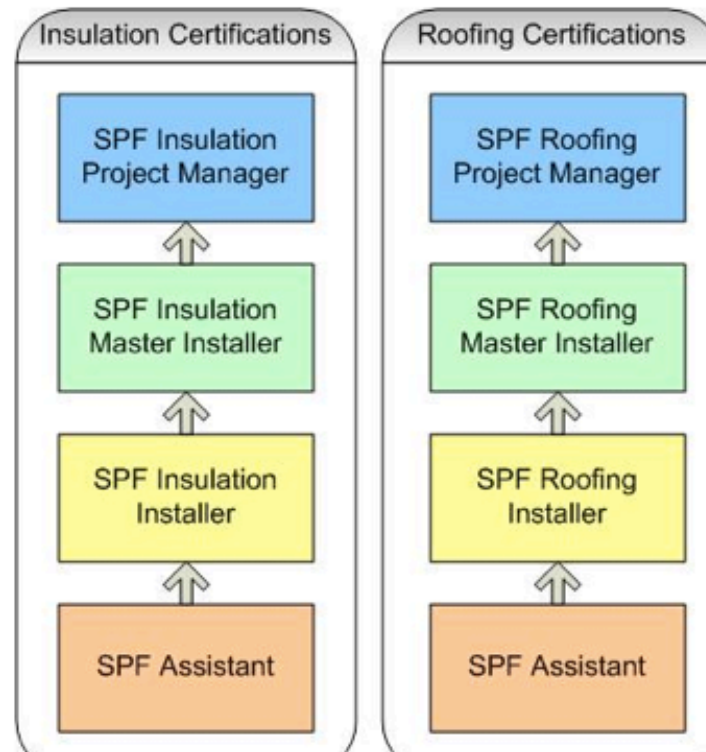 Insulation Certifications
SPF Insulation
Project Manager
SPF Insulation
Master Installer
SPF Insulation
Installer
SPF Assistant
Roofing Certifications
SPF Roofing
Project Manager
SPF Roofing
Master Installer
SPF Roofing
Installer
SPF Assistant